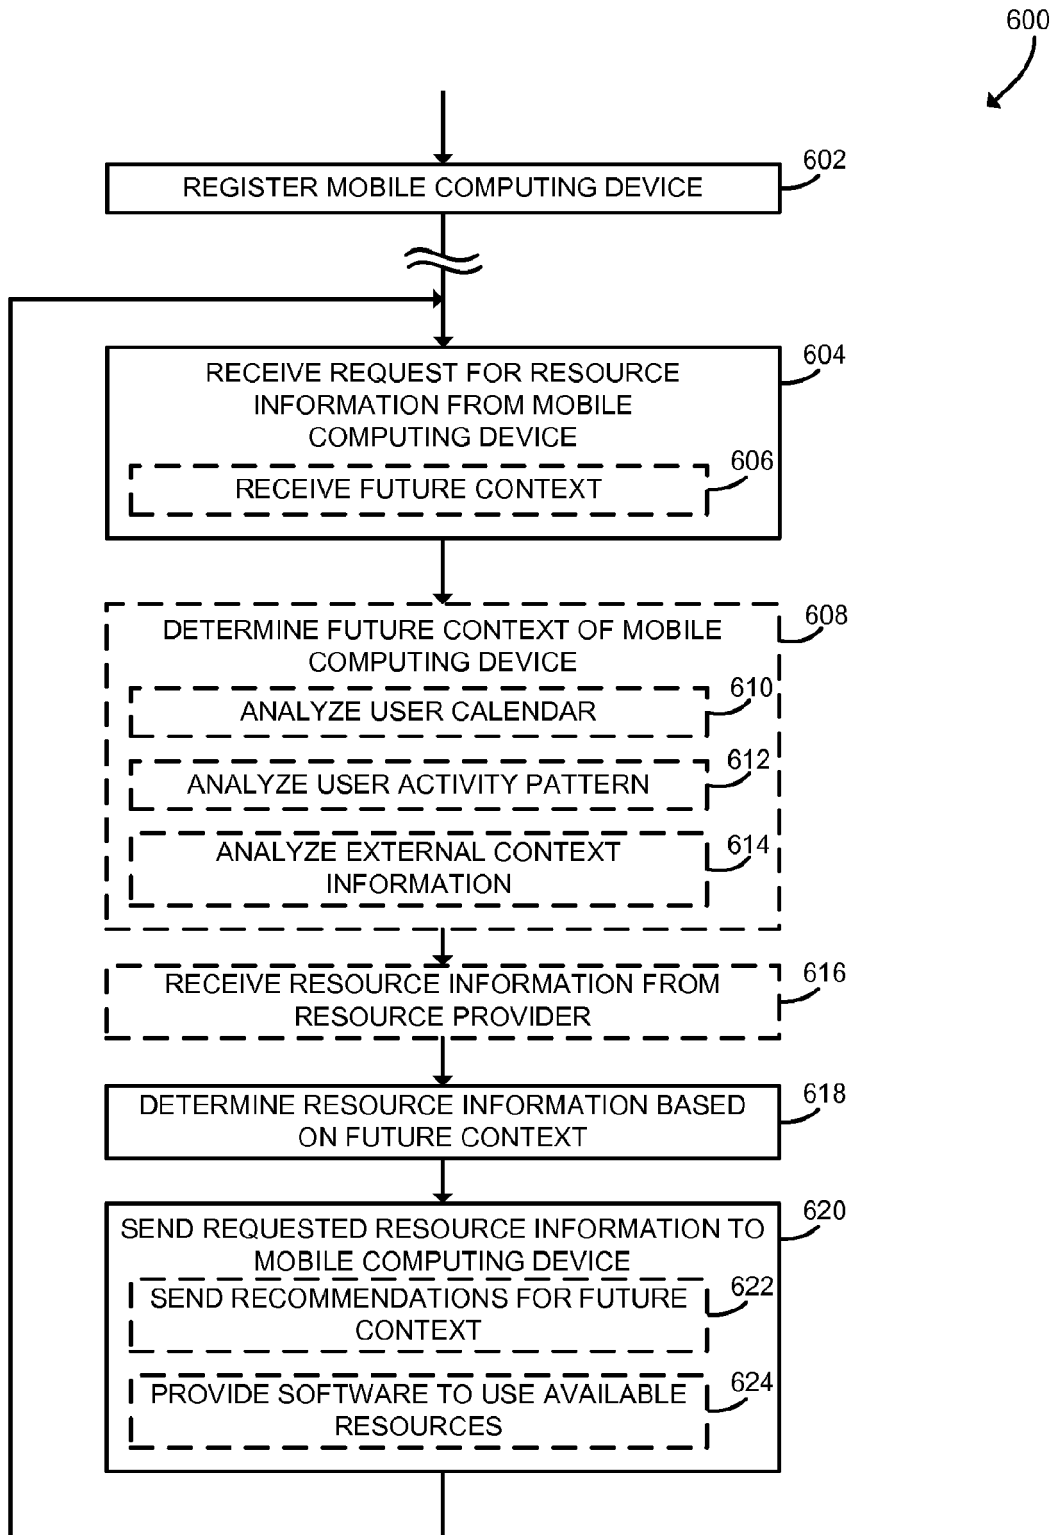 600
REGISTER MOBILE COMPUTING DEVICE
602
RECEIVE REQUEST FOR RESOURCE
INFORMATION FROM MOBILE
COMPUTING DEVICE
604
RECEIVE FUTURE CONTEXT
606
DETERMINE FUTURE CONTEXT OF MOBILE
COMPUTING DEVICE
608
ANALYZE USER CALENDAR
610
ANALYZE USER ACTIVITY PATTERN
612
ANALYZE EXTERNAL CONTEXT
INFORMATION
614
RECEIVE RESOURCE INFORMATION FROM
RESOURCE PROVIDER
616
DETERMINE RESOURCE INFORMATION BASED
ON FUTURE CONTEXT
618
SEND REQUESTED RESOURCE INFORMATION TO
MOBILE COMPUTING DEVICE
620
SEND RECOMMENDATIONS FOR FUTURE
CONTEXT
622
PROVIDE SOFTWARE TO USE AVAILABLE
RESOURCES
624